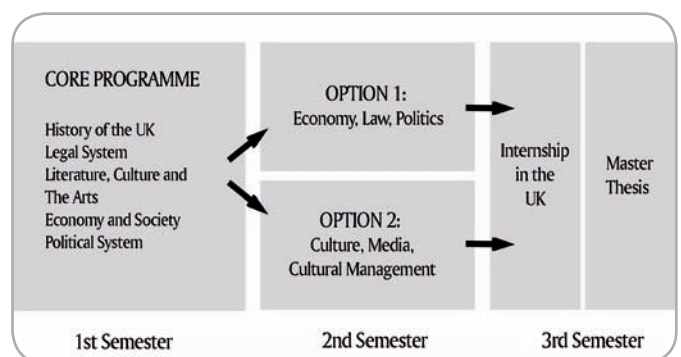 CORE PROGRAMME
History of the UK
Legal System
Literature, Culture and
The Arts
Economy and Society
Political System
OPTION 1:
Economy, Law, Politics
OPTION 2:
Culture, Media,
Cultural Management
Internship
in the
UK
Master
Thesis
1st Semester
2nd Semester
3rd Semester